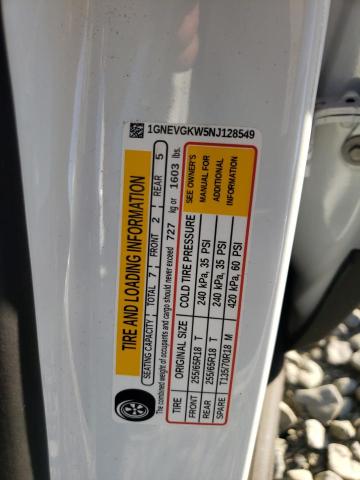 1GNEVGKW5NJ128549
TIRE AND LOADING INFORMATION
SEATING CAPACITY TOTAL 7 FRONT 2 REAR 5
The combined weight of occupants and cargo should never exceed 727 kg or 1603 lbs.
TIRE ORIGINAL SIZE COLD TIRE PRESSURE
FRONT 255/65R18 T 240 kPa, 35 PSI
REAR 255/65R18 T 240 kPa, 35 PSI
SPARE T135/70R18 M 420 kPa, 60 PSI
SEE OWNER'S
MANUAL FOR
ADDITIONAL
INFORMATION